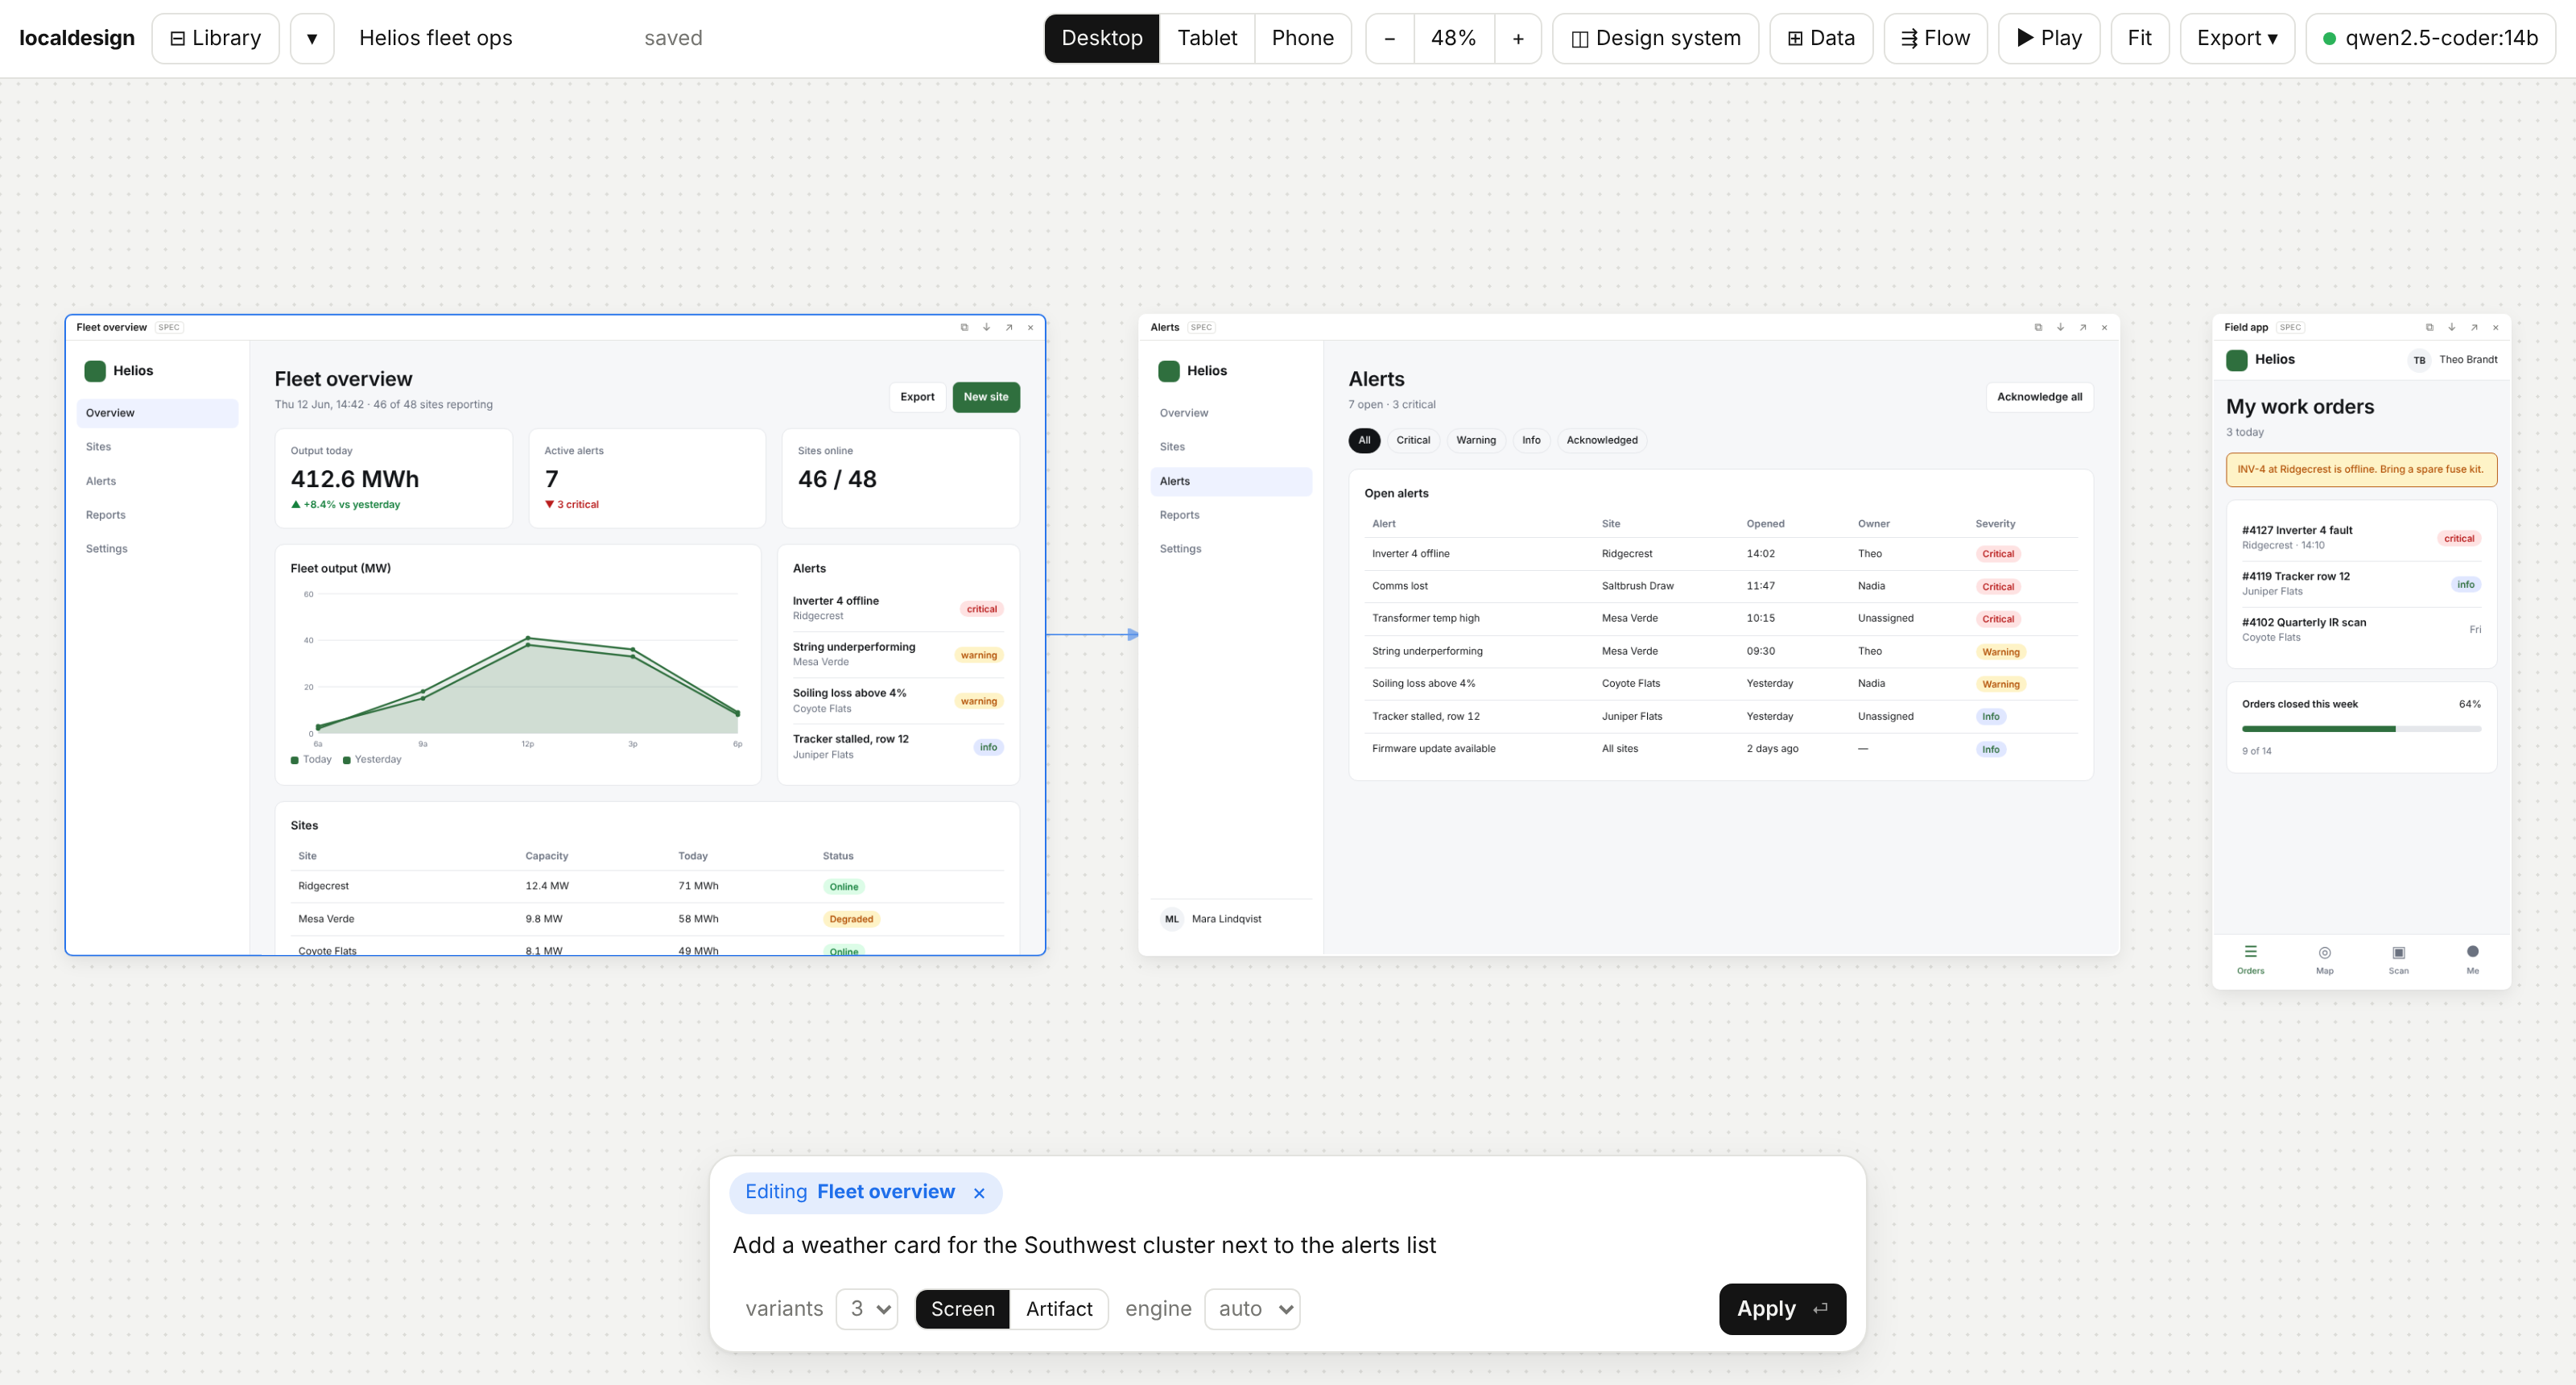 localdesign Library Helios fleet ops saved Desktop Tablet Phone − 48% + Design system Data Flow Play Fit Export qwen2.5-coder:14b
Fleet overview SPEC
Helios
Overview
Sites
Alerts
Reports
Settings
Fleet overview
Thu 12 Jun, 14:42 · 46 of 48 sites reporting
Export New site
Output today
412.6 MWh
▲ +8.4% vs yesterday
Active alerts
7
▼ 3 critical
Sites online
46 / 48
Fleet output (MW)
60
40
20
0
6a 9a 12p 3p 6p
Today Yesterday
Alerts
Inverter 4 offline critical
Ridgecrest
String underperforming warning
Mesa Verde
Soiling loss above 4% warning
Coyote Flats
Tracker stalled, row 12 info
Juniper Flats
Sites
Site Capacity Today Status
Ridgecrest 12.4 MW 71 MWh Online
Mesa Verde 9.8 MW 58 MWh Degraded
Coyote Flats 8.1 MW 49 MWh Online
Alerts SPEC
Helios
Overview
Sites
Alerts
Reports
Settings
ML Mara Lindqvist
Alerts
7 open · 3 critical
Acknowledge all
All Critical Warning Info Acknowledged
Open alerts
Alert Site Opened Owner Severity
Inverter 4 offline Ridgecrest 14:02 Theo Critical
Comms lost Saltbrush Draw 11:47 Nadia Critical
Transformer temp high Mesa Verde 10:15 Unassigned Critical
String underperforming Mesa Verde 09:30 Theo Warning
Soiling loss above 4% Coyote Flats Yesterday Nadia Warning
Tracker stalled, row 12 Juniper Flats Yesterday Unassigned Info
Firmware update available All sites 2 days ago — Info
Field app SPEC
Helios TB Theo Brandt
My work orders
3 today
INV-4 at Ridgecrest is offline. Bring a spare fuse kit.
#4127 Inverter 4 fault critical
Ridgecrest · 14:10
#4119 Tracker row 12 info
Juniper Flats
#4102 Quarterly IR scan Fri
Coyote Flats
Orders closed this week 64%
9 of 14
Orders Map Scan Me
Editing Fleet overview ×
Add a weather card for the Southwest cluster next to the alerts list
variants 3 Screen Artifact engine auto Apply